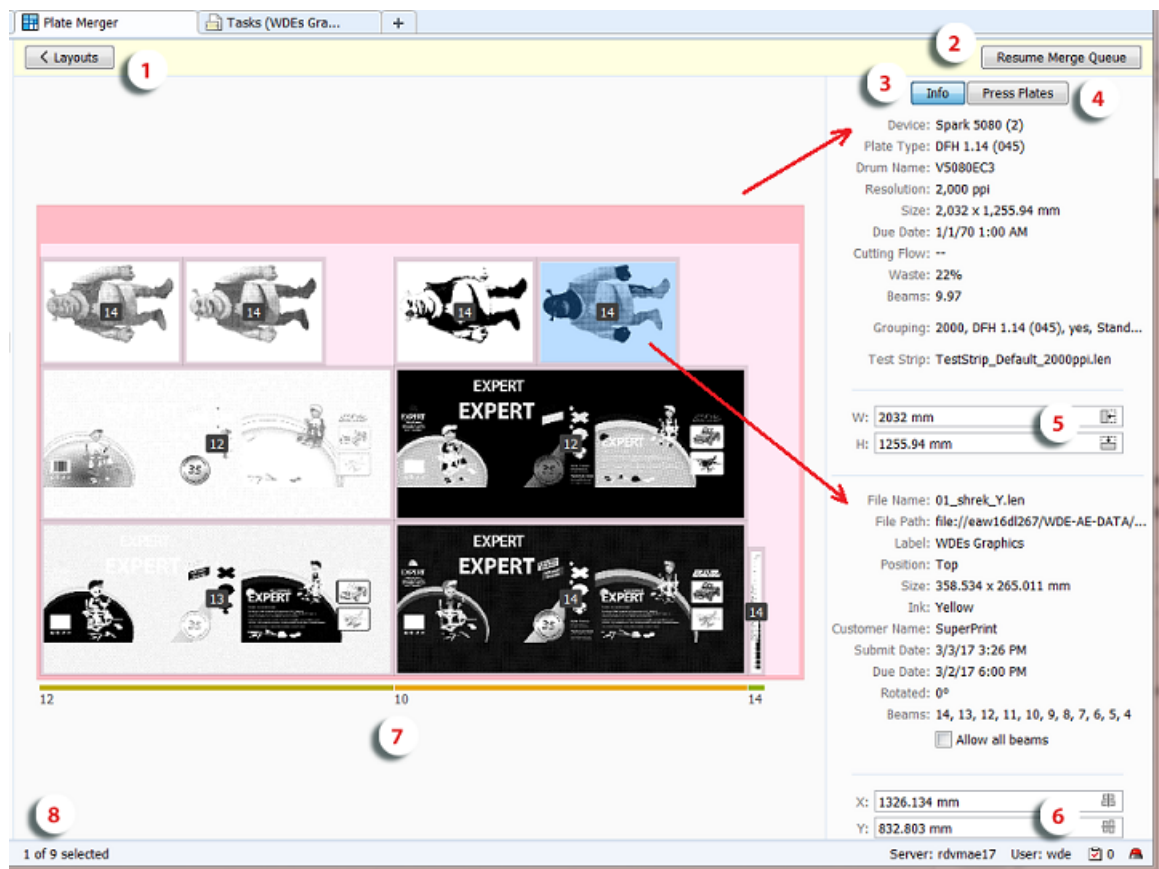 Plate Merger
Tasks (WDEs Gra...
+
< Layouts
1
2
Resume Merge Queue
3
Info
Press Plates
4
Device: Spark 5080 (2)
Plate Type: DFH 1.14 (045)
Drum Name: V5080EC3
Resolution: 2,000 ppi
Size: 2,032 x 1,255.94 mm
Due Date: 1/1/70 1:00 AM
Cutting Flow: --
Waste: 22%
Beams: 9.97
Grouping: 2000, DFH 1.14 (045), yes, Stand...
Test Strip: TestStrip_Default_2000ppi.len
W: 2032 mm
5
H: 1255.94 mm
14
14
14
14
EXPERT
EXPERT
EXPERT
12
12
35
35
EXPERT
EXPERT
EXPERT
EXPERT
13
14
14
35
35
12
10
14
7
File Name: 01_shrek_Y.len
File Path: file://eaw16dl267/WDE-AE-DATA/...
Label: WDEs Graphics
Position: Top
Size: 358.534 x 265.011 mm
Ink: Yellow
Customer Name: SuperPrint
Submit Date: 3/3/17 3:26 PM
Due Date: 3/2/17 6:00 PM
Rotated: 0º
Beams: 14, 13, 12, 11, 10, 9, 8, 7, 6, 5, 4
Allow all beams
X: 1326.134 mm
6
Y: 832.803 mm
8
1 of 9 selected
Server: rdvmae17 User: wde 0